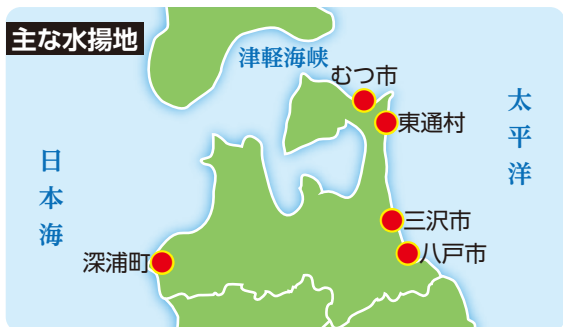 主な水揚地
津軽海峡
むつ市
東通村
太平洋
日本海
三沢市
八戸市
深浦町